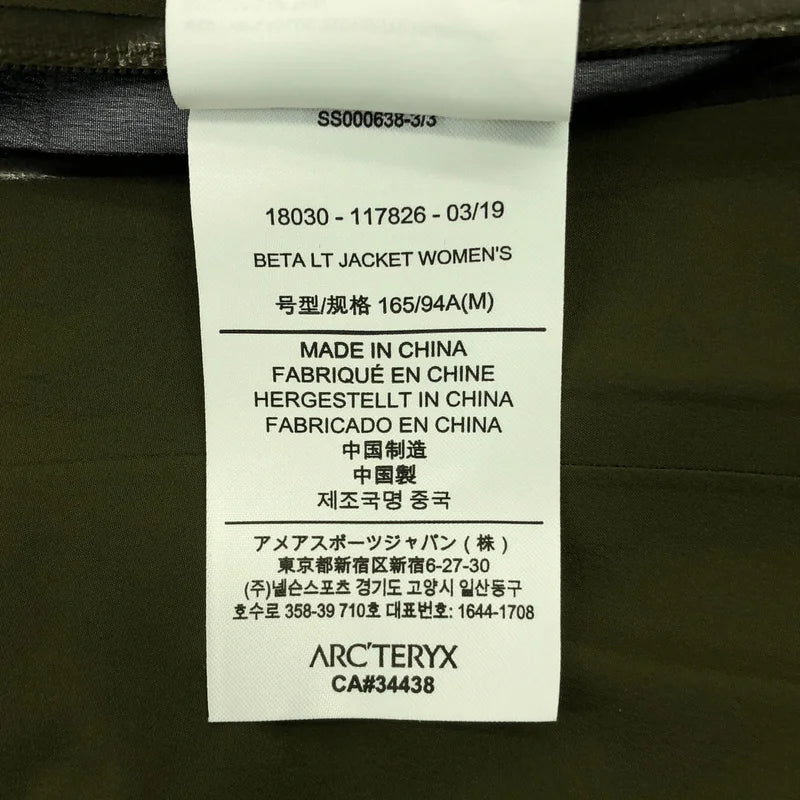 SS000638-3/3
18030 - 117826 - 03/19
BETA LT JACKET WOMEN'S
号型/规格 165/94A(M)
MADE IN CHINA
FABRIQUÉ EN CHINE
HERGESTELLT IN CHINA
FABRICADO EN CHINA
中国制造
中国製
제조국명 중국
アメアスポーツジャパン ( 株 )
東京都新宿区新宿6-27-30
(주)넬슨스포츠 경기도 고양시 일산동구
호수로 358-39 710호 대표번호: 1644-1708
ARC'TERYX
CA#34438